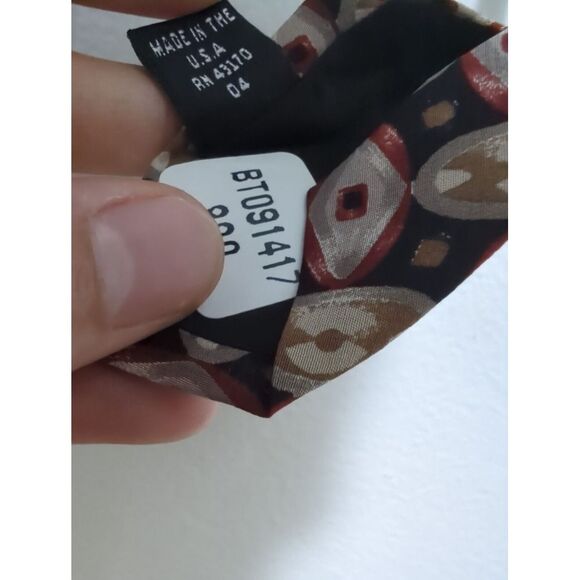 MADE IN THE
U.S.A
RN 43170
04
BT091417